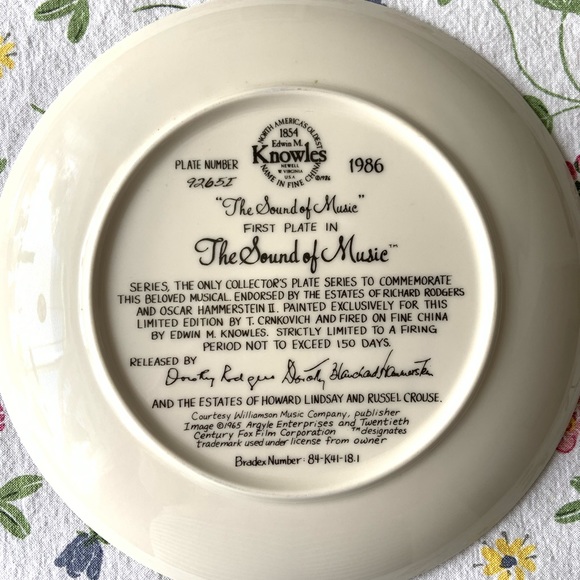 NORTH AMERICA'S OLDEST
1854
Edwin M.
Knowles
NEWELL
W. VIRGINIA
U.S.A.
NAME IN FINE CHINA
©1986
PLATE NUMBER
9265I
1986
"The Sound of Music"
FIRST PLATE IN
The Sound of Music™
SERIES, THE ONLY COLLECTOR'S PLATE SERIES TO COMMEMORATE
THIS BELOVED MUSICAL. ENDORSED BY THE ESTATES OF RICHARD RODGERS
AND OSCAR HAMMERSTEIN II. PAINTED EXCLUSIVELY FOR THIS
LIMITED EDITION BY T. CRNKOVICH AND FIRED ON FINE CHINA
BY EDWIN M. KNOWLES. STRICTLY LIMITED TO A FIRING
PERIOD NOT TO EXCEED 150 DAYS.
RELEASED BY
Dorothy Rodgers Dorothy Blanchard Hammerstein
AND THE ESTATES OF HOWARD LINDSAY AND RUSSEL CROUSE.
Courtesy Williamson Music Company, publisher
Image ©1965 Argyle Enterprises and Twentieth
Century Fox Film Corporation ™designates
trademark used under license from owner
Bradex Number: 84-K41-18.1